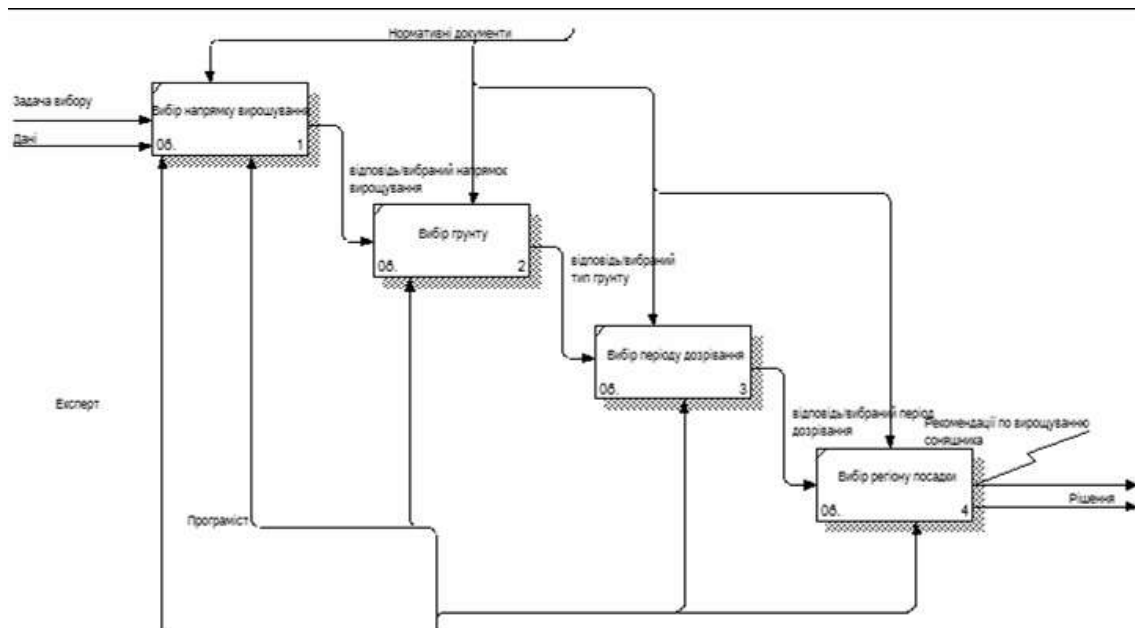 Нормативні документи
Задача вибору
Дані
Вибір напрямку вирощування
0б.
1
відповідь/вибраний напрямок
вирощування
Вибір грунту
0б.
2
відповідь/вибраний
тип грунту
Вибір періоду дозрівання
0б.
3
Експерт
відповідь/вибраний період
дозрівання
Рекомендації по вирощуванню
соняшника
Вибір регіону посадки
0б.
4
Рішення
Програміст